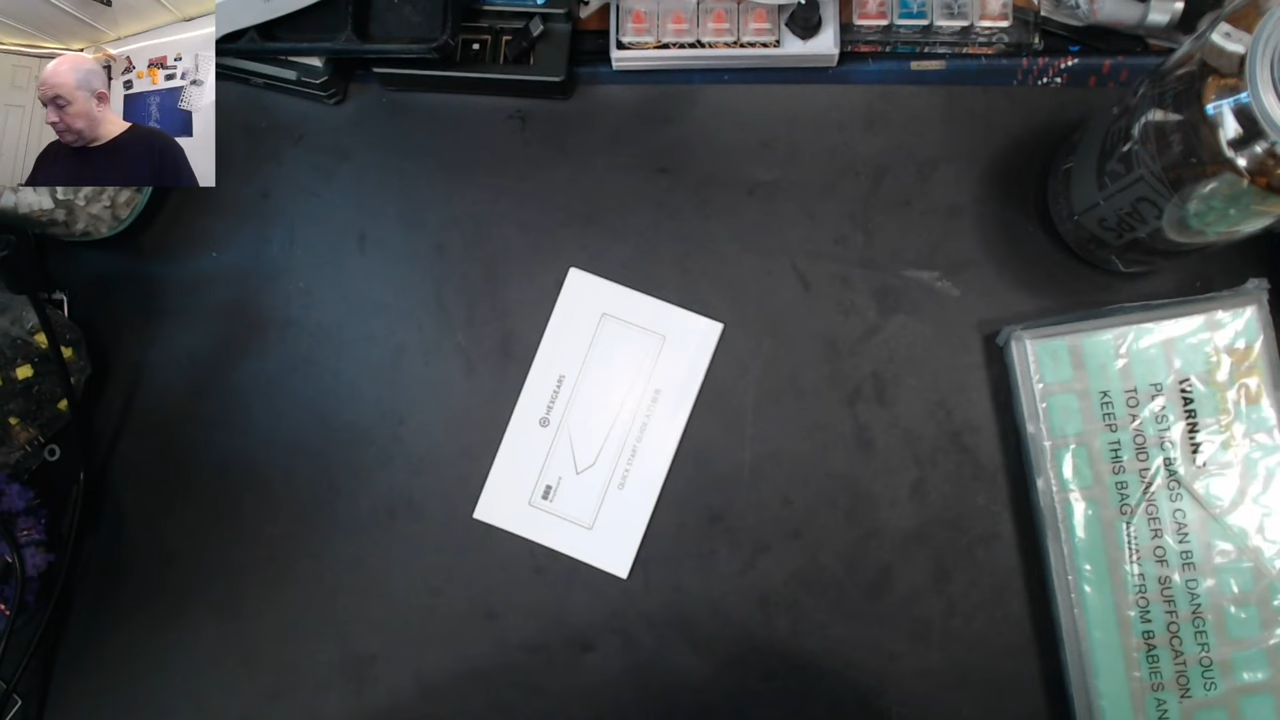 HEXGEARS
QUICK START GUIDE
CAPS
WARNING
PLASTIC BAGS CAN BE DANGEROUS.
TO AVOID DANGER OF SUFFOCATION,
KEEP THIS BAG AWAY FROM BABIES AN